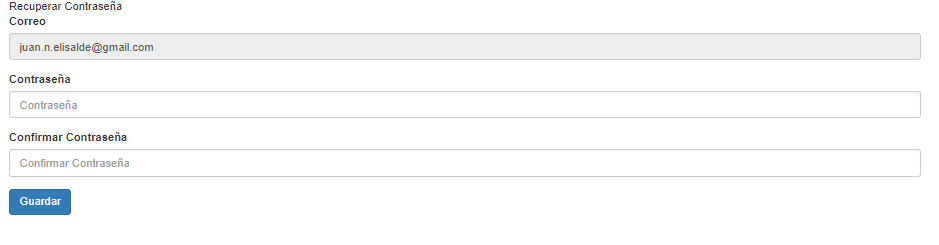 Recuperar Contraseña
Correo
juan.n.elisalde@gmail.com
Contraseña
Contraseña
Confirmar Contraseña
Confirmar Contraseña
Guardar